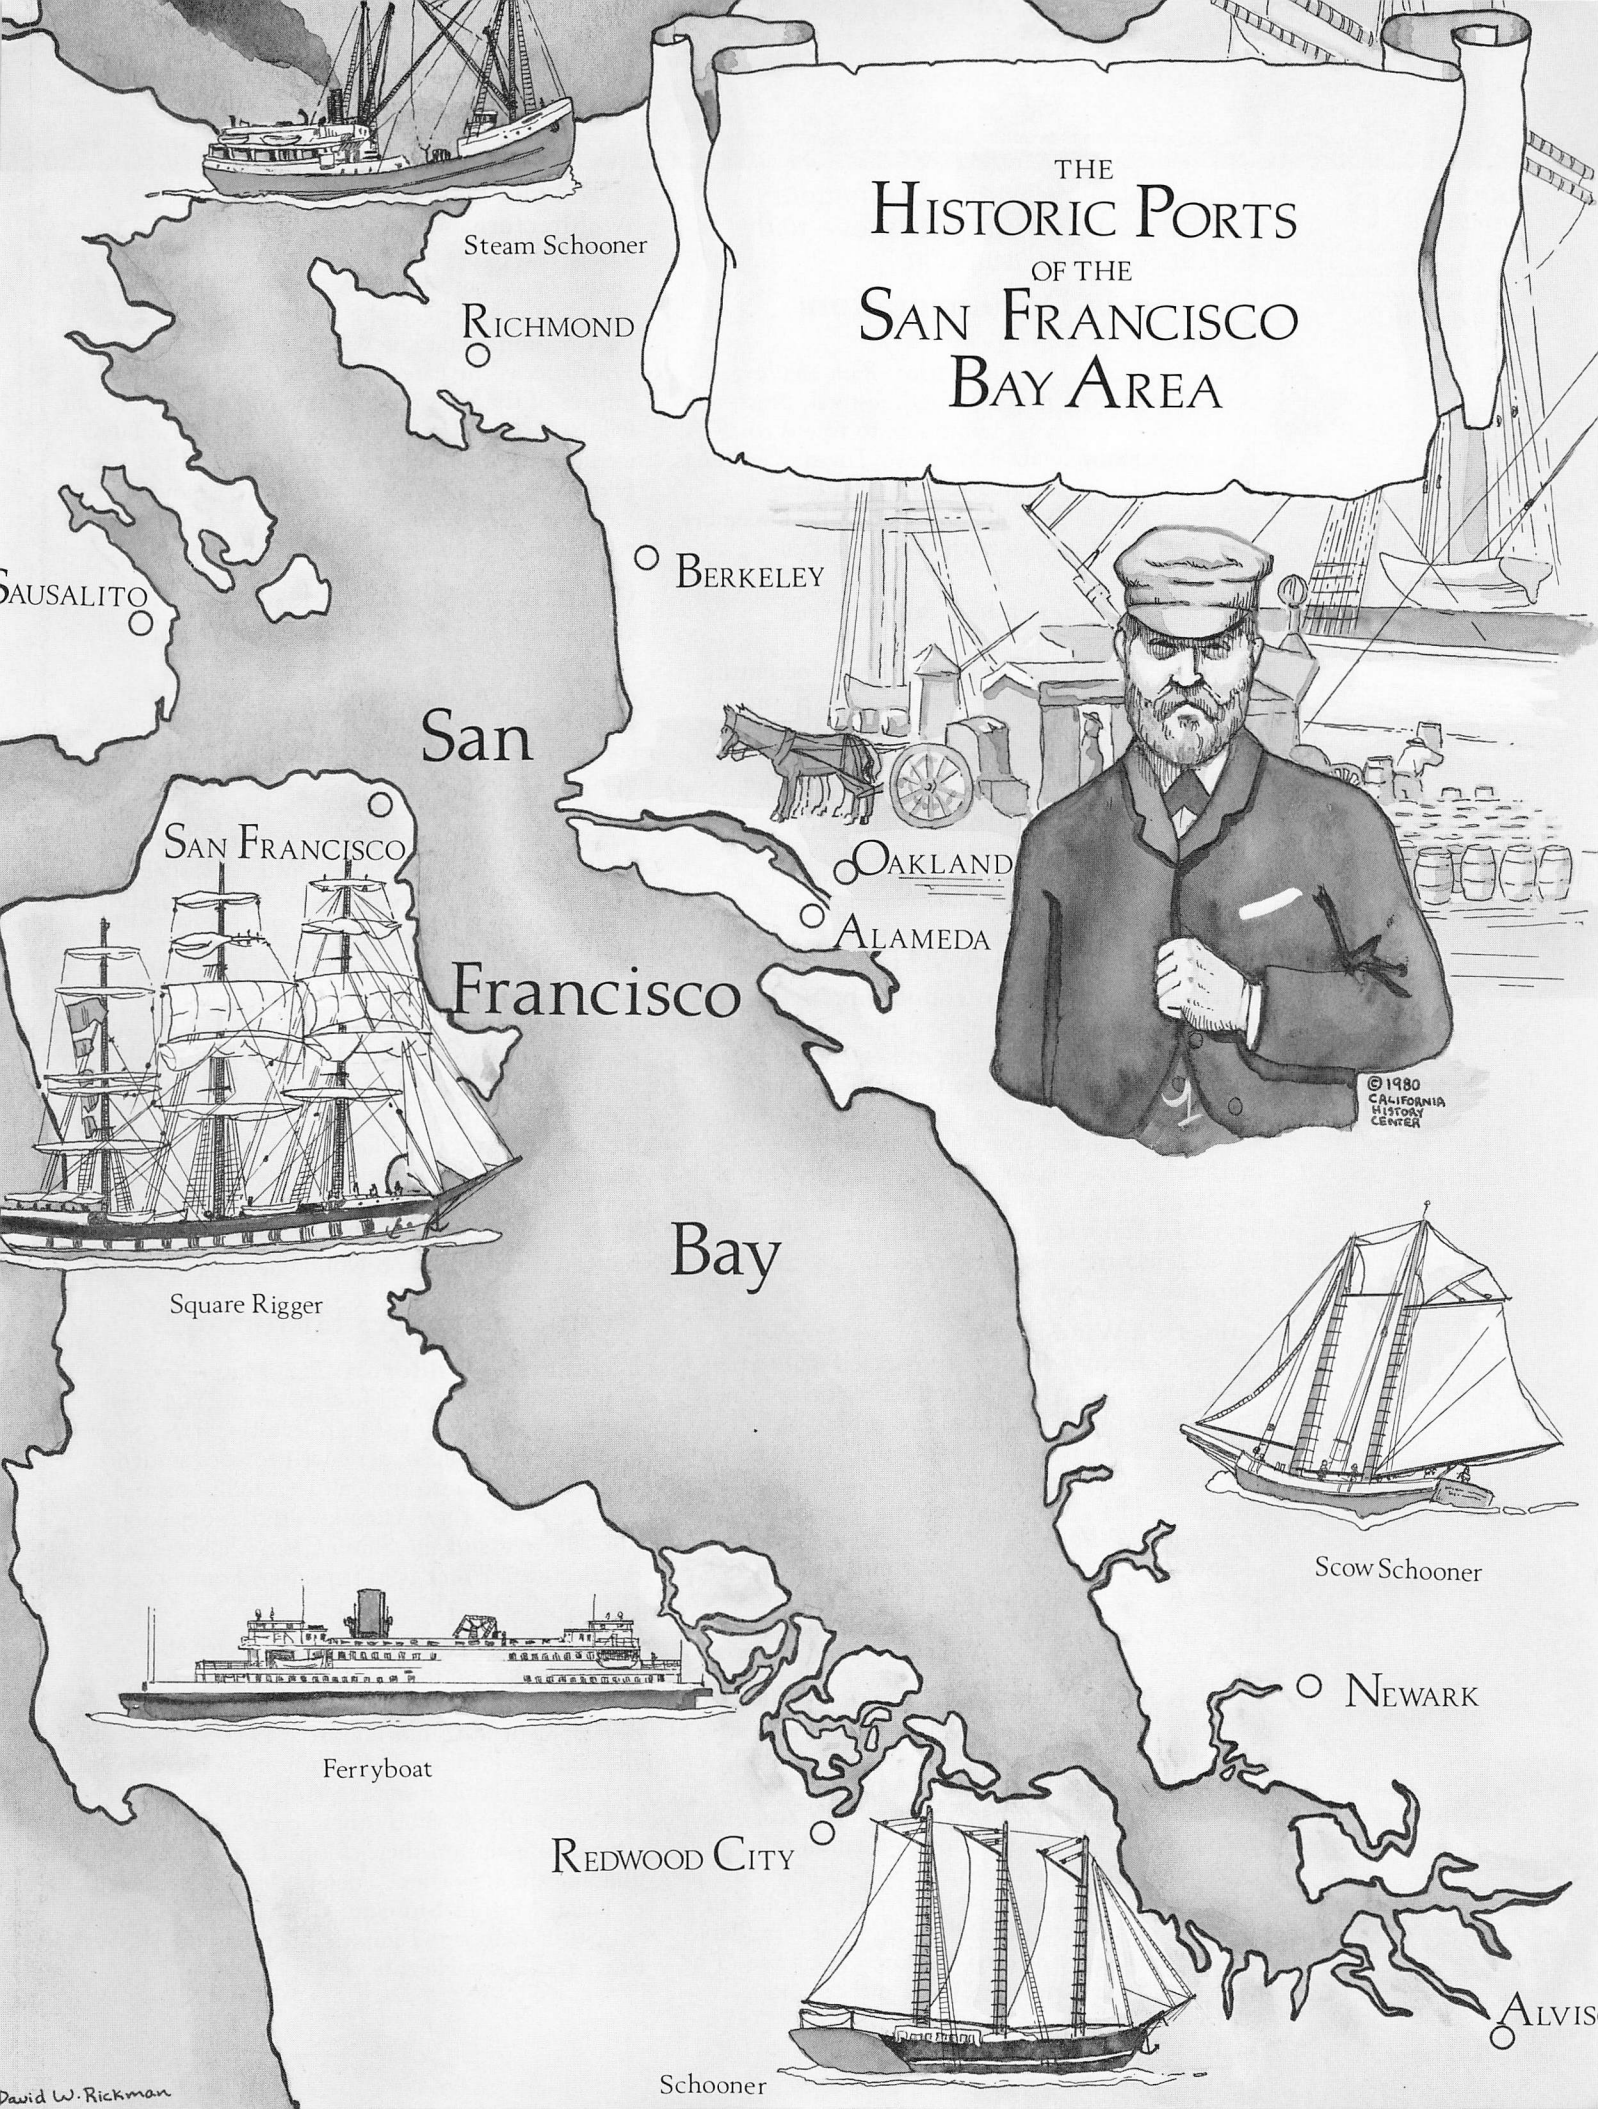 THE
HISTORIC PORTS
OF THE
SAN FRANCISCO
BAY AREA
Steam Schooner
RICHMOND
BERKELEY
SAUSALITO
San
SAN FRANCISCO
OAKLAND
ALAMEDA
Francisco
© 1980
CALIFORNIA
HISTORY
CENTER
Bay
Square Rigger
Scow Schooner
NEWARK
Ferryboat
REDWOOD CITY
ALVIS
Schooner
David W. Rickman